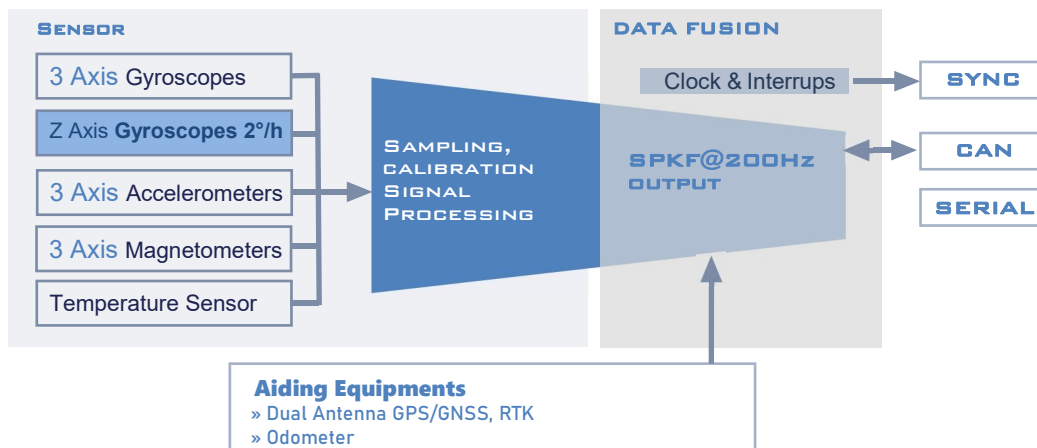 SENSOR
3 Axis Gyroscopes
Z Axis Gyroscopes 2°/h
3 Axis Accelerometers
3 Axis Magnetometers
Temperature Sensor
SAMPLING,
CALIBRATION
SIGNAL
PROCESSING
DATA FUSION
Clock & Interrups
SPKF@200HZ
OUTPUT
SYNC
CAN
SERIAL
Aiding Equipments
» Dual Antenna GPS/GNSS, RTK
» Odometer